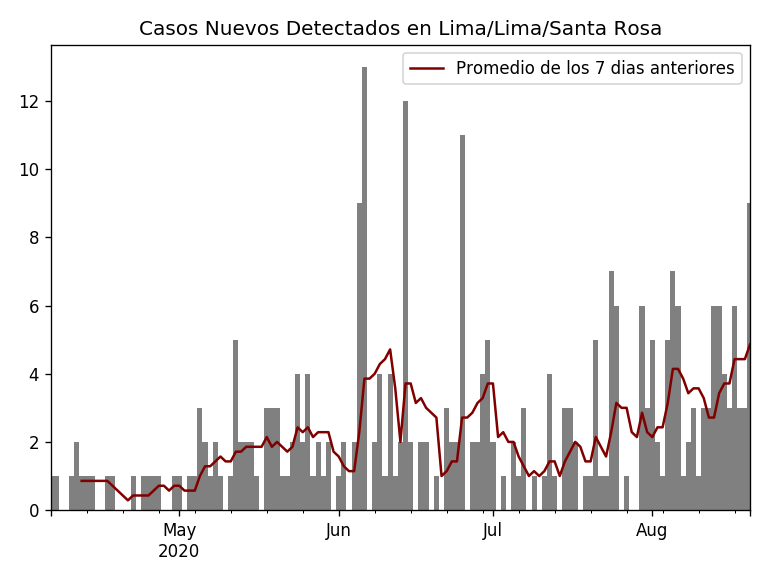 Casos Nuevos Detectados en Lima/Lima/Santa Rosa
Promedio de los 7 dias anteriores
12
10
8
6
4
2
0
May Jun Jul Aug
2020